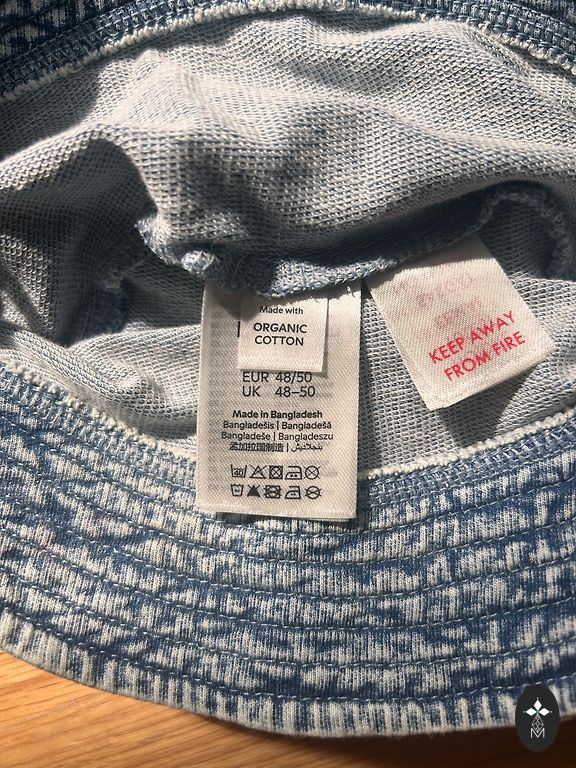 Made with
ORGANIC
COTTON
EUR 48/50
UK 48–50
Made in Bangladesh
Bangladešis | Bangladešā
Bangladeše | Bangladeszu
孟加拉国制造 | بنغلاديش
KEEP AWAY
FROM FIRE
M